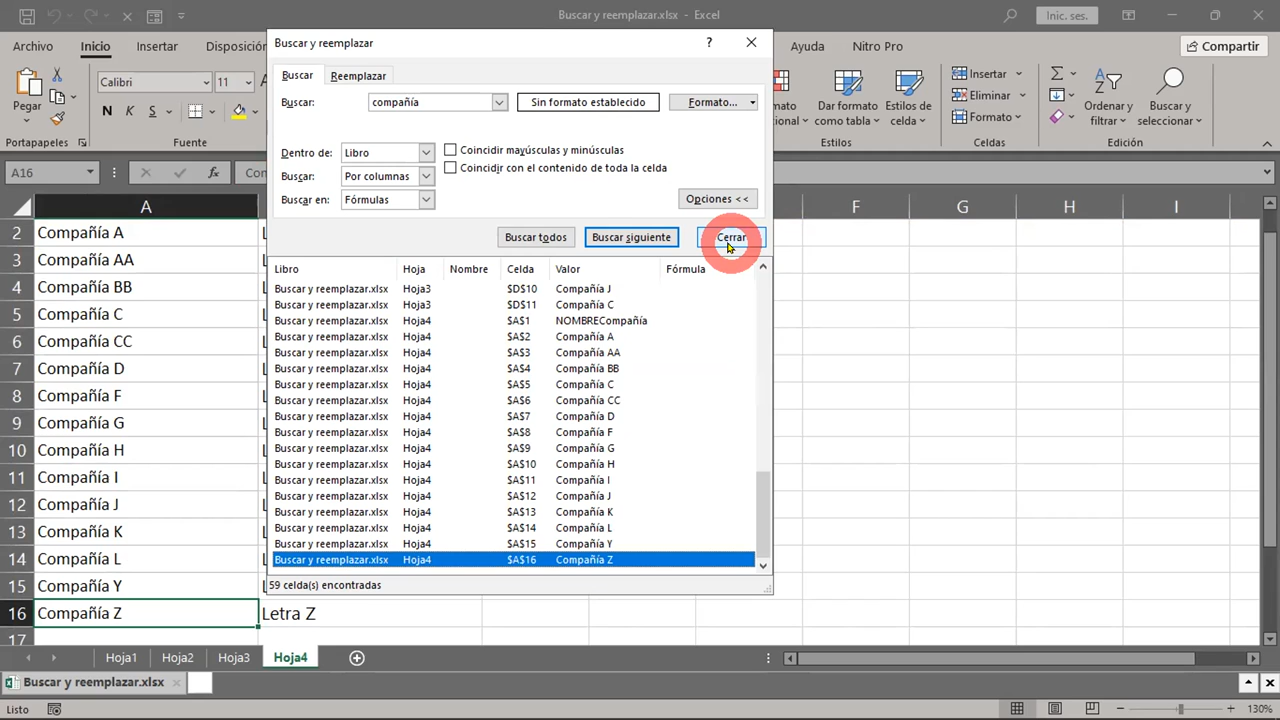 Buscar y reemplazar.xlsx - Excel
Inic. ses.
Archivo Inicio Insertar Disposición Ayuda Nitro Pro Compartir
Pegar
Portapapeles
Calibri 11
N K S
Fuente
Dar formato como tabla
Estilos de celda
Estilos
Insertar
Eliminar
Formato
Celdas
Ordenar y filtrar
Buscar y seleccionar
Edición
A16
Buscar y reemplazar
?
Buscar Reemplazar
Buscar: compañía Sin formato establecido Formato...
Dentro de: Libro Coincidir mayúsculas y minúsculas
Buscar: Por columnas Coincidir con el contenido de toda la celda
Buscar en: Fórmulas Opciones <<
Buscar todos Buscar siguiente Cerrar
Libro Hoja Nombre Celda Valor Fórmula
Buscar y reemplazar.xlsx Hoja3 $D$10 Compañía J
Buscar y reemplazar.xlsx Hoja3 $D$11 Compañía C
Buscar y reemplazar.xlsx Hoja4 $A$1 NOMBRECompañía
Buscar y reemplazar.xlsx Hoja4 $A$2 Compañía A
Buscar y reemplazar.xlsx Hoja4 $A$3 Compañía AA
Buscar y reemplazar.xlsx Hoja4 $A$4 Compañía BB
Buscar y reemplazar.xlsx Hoja4 $A$5 Compañía C
Buscar y reemplazar.xlsx Hoja4 $A$6 Compañía CC
Buscar y reemplazar.xlsx Hoja4 $A$7 Compañía D
Buscar y reemplazar.xlsx Hoja4 $A$8 Compañía F
Buscar y reemplazar.xlsx Hoja4 $A$9 Compañía G
Buscar y reemplazar.xlsx Hoja4 $A$10 Compañía H
Buscar y reemplazar.xlsx Hoja4 $A$11 Compañía I
Buscar y reemplazar.xlsx Hoja4 $A$12 Compañía J
Buscar y reemplazar.xlsx Hoja4 $A$13 Compañía K
Buscar y reemplazar.xlsx Hoja4 $A$14 Compañía L
Buscar y reemplazar.xlsx Hoja4 $A$15 Compañía Y
Buscar y reemplazar.xlsx Hoja4 $A$16 Compañía Z
59 celda(s) encontradas
A F G H I
2 Compañía A
3 Compañía AA
4 Compañía BB
5 Compañía C
6 Compañía CC
7 Compañía D
8 Compañía F
9 Compañía G
10 Compañía H
11 Compañía I
12 Compañía J
13 Compañía K
14 Compañía L
15 Compañía Y
16 Compañía Z Letra Z
17
Hoja1 Hoja2 Hoja3 Hoja4
Buscar y reemplazar.xlsx
Listo 130%